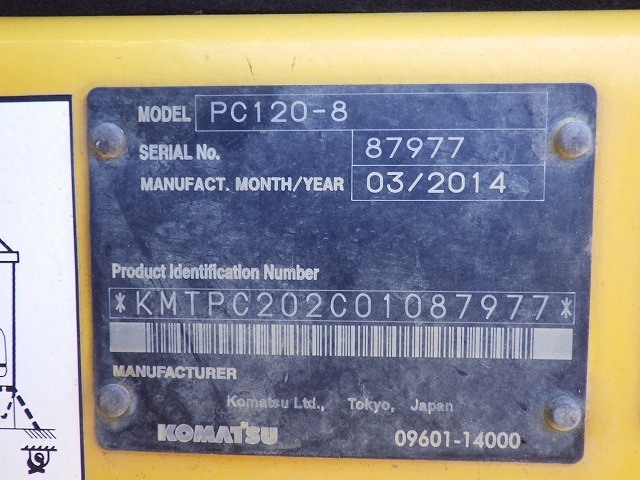 MODEL PC120-8
SERIAL No. 87977
MANUFACT. MONTH/YEAR 03/2014
Product Identification Number
*KMTPC202C01087977*
MANUFACTURER
Komatsu Ltd., Tokyo, Japan
KOMATSU 09601-14000